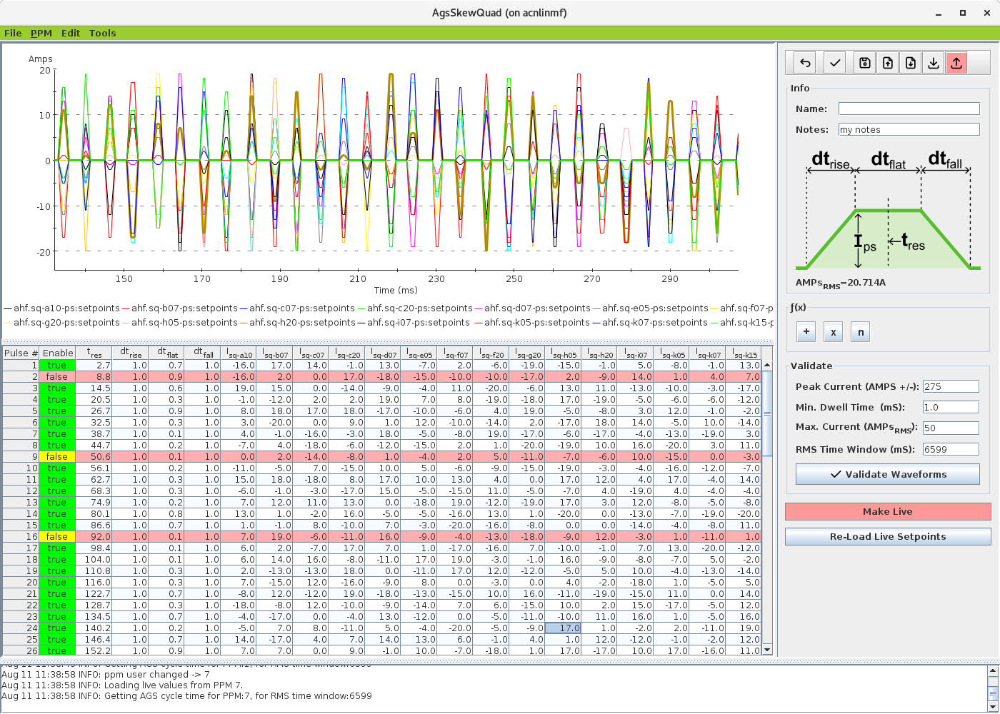 AgsSkewQuad (on acnlinmf)
File PPM Edit Tools
Amps
20
10
0
-10
-20
150 170 190 210 230 250 270 290
Time (ms)
ahf.sq-a10-ps:setpoints ahf.sq-b07-ps:setpoints ahf.sq-c07-ps:setpoints ahf.sq-c20-ps:setpoints ahf.sq-d07-ps:setpoints ahf.sq-e05-ps:setpoints ahf.sq-f07-p
ahf.sq-g20-ps:setpoints ahf.sq-h05-ps:setpoints ahf.sq-h20-ps:setpoints ahf.sq-i07-ps:setpoints ahf.sq-k05-ps:setpoints ahf.sq-k07-ps:setpoints ahf.sq-k15-p
Pulse # Enable tres dtrise dtflat dtfall Isq-a10 Isq-b07 Isq-c07 Isq-c20 Isq-d07 Isq-e05 Isq-f07 Isq-f20 Isq-g20 Isq-h05 Isq-h20 Isq-i07 Isq-k05 Isq-k07 Isq-k15
1 true 2.7 1.0 0.7 1.0 -16.0 17.0 14.0 -1.0 13.0 -7.0 2.0 -6.0 -19.0 -15.0 -1.0 5.0 -8.0 -1.0 13.0
2 false 8.8 1.0 0.9 1.0 -16.0 2.0 0.0 17.0 -18.0 -15.0 -10.0 -10.0 -17.0 2.0 -9.0 14.0 1.0 4.0 7.0
3 true 14.5 1.0 0.6 1.0 19.0 15.0 0.0 -14.0 -9.0 -4.0 11.0 -20.0 -6.0 13.0 11.0 -13.0 -10.0 -3.0 -17.0
4 true 20.5 1.0 0.3 1.0 -1.0 -12.0 2.0 2.0 19.0 7.0 8.0 -19.0 -18.0 17.0 -19.0 -5.0 -6.0 -6.0 -12.0
5 true 26.7 1.0 0.9 1.0 8.0 18.0 17.0 18.0 -17.0 -10.0 -6.0 4.0 19.0 -5.0 -8.0 3.0 12.0 -1.0 -2.0
6 true 32.5 1.0 0.3 1.0 3.0 -20.0 0.0 9.0 1.0 12.0 -10.0 -14.0 2.0 -17.0 18.0 14.0 -5.0 10.0 -14.0
7 true 38.7 1.0 0.1 1.0 4.0 -1.0 -16.0 -3.0 18.0 -5.0 -8.0 19.0 -17.0 -6.0 -17.0 -4.0 -13.0 -19.0 3.0
8 true 44.7 1.0 0.2 1.0 -7.0 4.0 -18.0 -6.0 -12.0 -15.0 2.0 1.0 -20.0 -19.0 10.0 16.0 -20.0 3.0 11.0
9 false 50.6 1.0 0.1 1.0 0.0 2.0 -14.0 -8.0 1.0 -4.0 2.0 5.0 -11.0 -7.0 -6.0 10.0 -15.0 0.0 -3.0
10 true 56.1 1.0 0.2 1.0 -11.0 -5.0 7.0 -15.0 10.0 5.0 -6.0 -9.0 -15.0 -19.0 -3.0 -4.0 -16.0 -12.0 -7.0
11 true 62.7 1.0 0.3 1.0 15.0 18.0 -18.0 8.0 17.0 10.0 13.0 4.0 0.0 17.0 12.0 4.0 17.0 -4.0 14.0
12 true 68.3 1.0 0.3 1.0 -6.0 -1.0 -3.0 -17.0 15.0 -5.0 -15.0 11.0 -5.0 -7.0 4.0 -19.0 4.0 -4.0 -4.0
13 true 74.9 1.0 0.2 1.0 7.0 12.0 11.0 13.0 0.0 -18.0 19.0 -12.0 -19.0 17.0 3.0 12.0 -8.0 -5.0 -8.0
14 true 80.1 1.0 0.8 1.0 13.0 1.0 -2.0 16.0 -5.0 -5.0 -16.0 13.0 1.0 -20.0 0.0 -13.0 -7.0 -19.0 -20.0
15 true 86.6 1.0 0.7 1.0 1.0 -1.0 8.0 -10.0 7.0 -3.0 -20.0 -16.0 -8.0 0.0 0.0 -14.0 -4.0 -8.0 11.0
16 false 92.0 1.0 0.1 1.0 7.0 19.0 -6.0 -11.0 16.0 -9.0 -4.0 -13.0 -18.0 -9.0 12.0 -3.0 1.0 -11.0 1.0
17 true 98.4 1.0 0.1 1.0 6.0 2.0 -7.0 17.0 7.0 1.0 -17.0 -16.0 7.0 -10.0 -1.0 7.0 13.0 -20.0 -12.0
18 true 104.0 1.0 0.1 1.0 6.0 14.0 16.0 -8.0 -11.0 17.0 19.0 -3.0 -1.0 16.0 -9.0 -8.0 -7.0 5.0 -2.0
19 true 110.8 1.0 0.3 1.0 2.0 -13.0 -13.0 18.0 0.0 -11.0 17.0 12.0 -12.0 -5.0 5.0 10.0 -4.0 -13.0 -14.0
20 true 116.0 1.0 0.3 1.0 7.0 -15.0 12.0 -16.0 -9.0 8.0 0.0 -3.0 0.0 4.0 -2.0 -18.0 1.0 -5.0 5.0
21 true 122.7 1.0 0.7 1.0 -8.0 12.0 -12.0 19.0 -18.0 -13.0 -15.0 10.0 16.0 -11.0 -19.0 -15.0 11.0 0.0 14.0
22 true 128.7 1.0 0.3 1.0 -18.0 -8.0 12.0 -10.0 -9.0 -14.0 7.0 6.0 -15.0 10.0 2.0 15.0 -17.0 -5.0 12.0
23 true 134.5 1.0 0.7 1.0 -4.0 -17.0 0.0 -4.0 13.0 -12.0 0.0 -5.0 -11.0 -10.0 11.0 16.0 1.0 -5.0 16.0
24 true 140.2 1.0 0.2 1.0 -5.0 7.0 8.0 -11.0 5.0 -4.0 -20.0 -5.0 -9.0 17.0 1.0 -2.0 2.0 -11.0 19.0
25 true 146.4 1.0 0.7 1.0 14.0 -17.0 4.0 7.0 14.0 13.0 6.0 -1.0 4.0 1.0 12.0 -12.0 -1.0 -2.0 12.0
26 true 152.2 1.0 0.9 1.0 7.0 7.0 0.0 9.0 -1.0 10.0 -7.0 -18.0 1.0 17.0 -17.0 10.0 17.0 -16.0 11.0
Aug 11 11:38:58 INFO: ppm user changed -> 7
Aug 11 11:38:58 INFO: Loading live values from PPM 7.
Aug 11 11:38:58 INFO: Getting AGS cycle time for PPM:7, for RMS time window:6599
Info
Name:
Notes: my notes
dtrise dtflat dtfall
Ips tres
AMPsRMS=20.714A
f(x)
+ x n
Validate
Peak Current (AMPS +/-): 275
Min. Dwell Time (mS): 1.0
Max. Current (AMPsRMS): 50
RMS Time Window (mS): 6599
Validate Waveforms
Make Live
Re-Load Live Setpoints